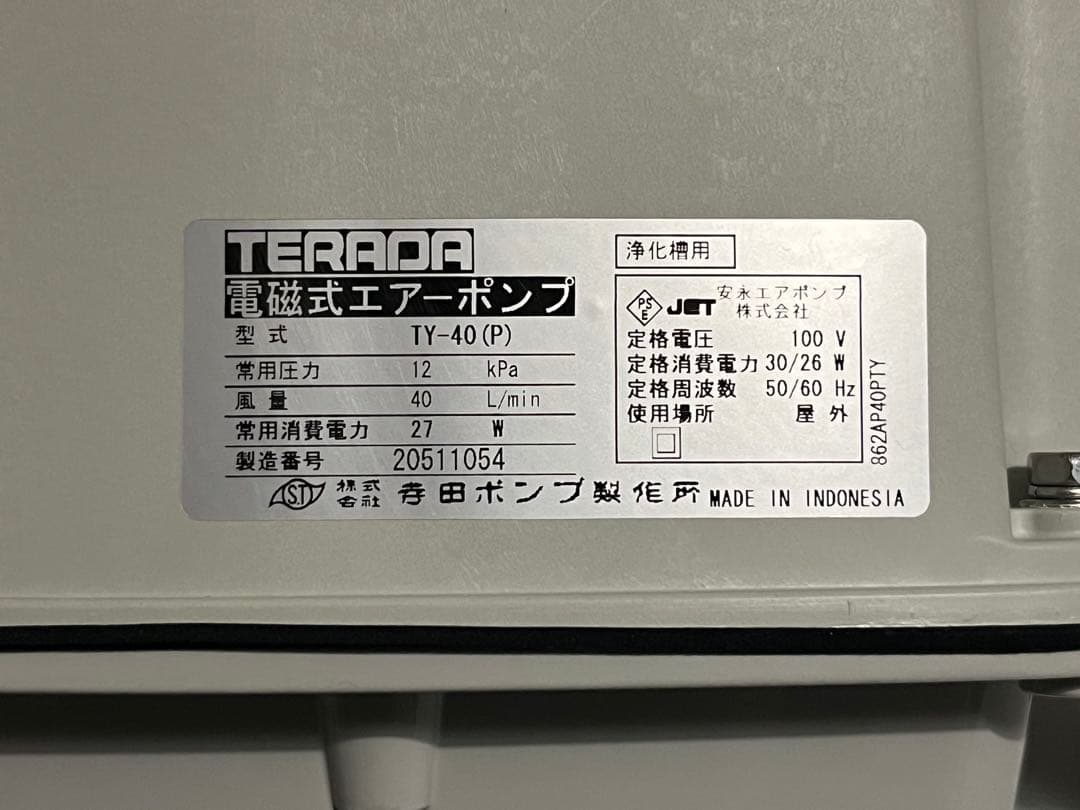 TERADA
電磁式エアーポンプ
型式 TY-40(P)
常用圧力 12 kPa
風量 40 L/min
常用消費電力 27 W
製造番号 20511054
浄化槽用
PSE JET 安永エアポンプ株式会社
定格電圧 100 V
定格消費電力 30/26 W
定格周波数 50/60 Hz
使用場所 屋外
862AP40PTY
S.T 株式会社 寺田ポンプ製作所 MADE IN INDONESIA